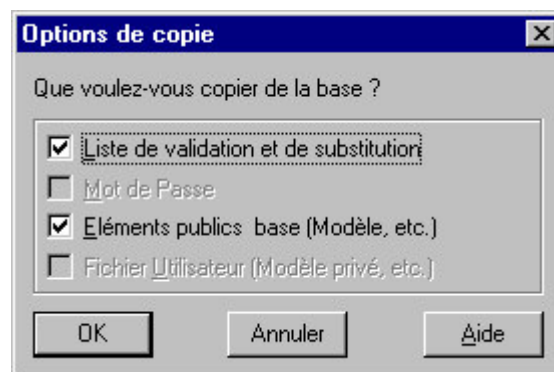 Options de copie
Que voulez-vous copier de la base ?
Liste de validation et de substitution
Mot de Passe
Eléments publics base (Modèle, etc.)
Fichier Utilisateur (Modèle privé, etc.)
OK Annuler Aide